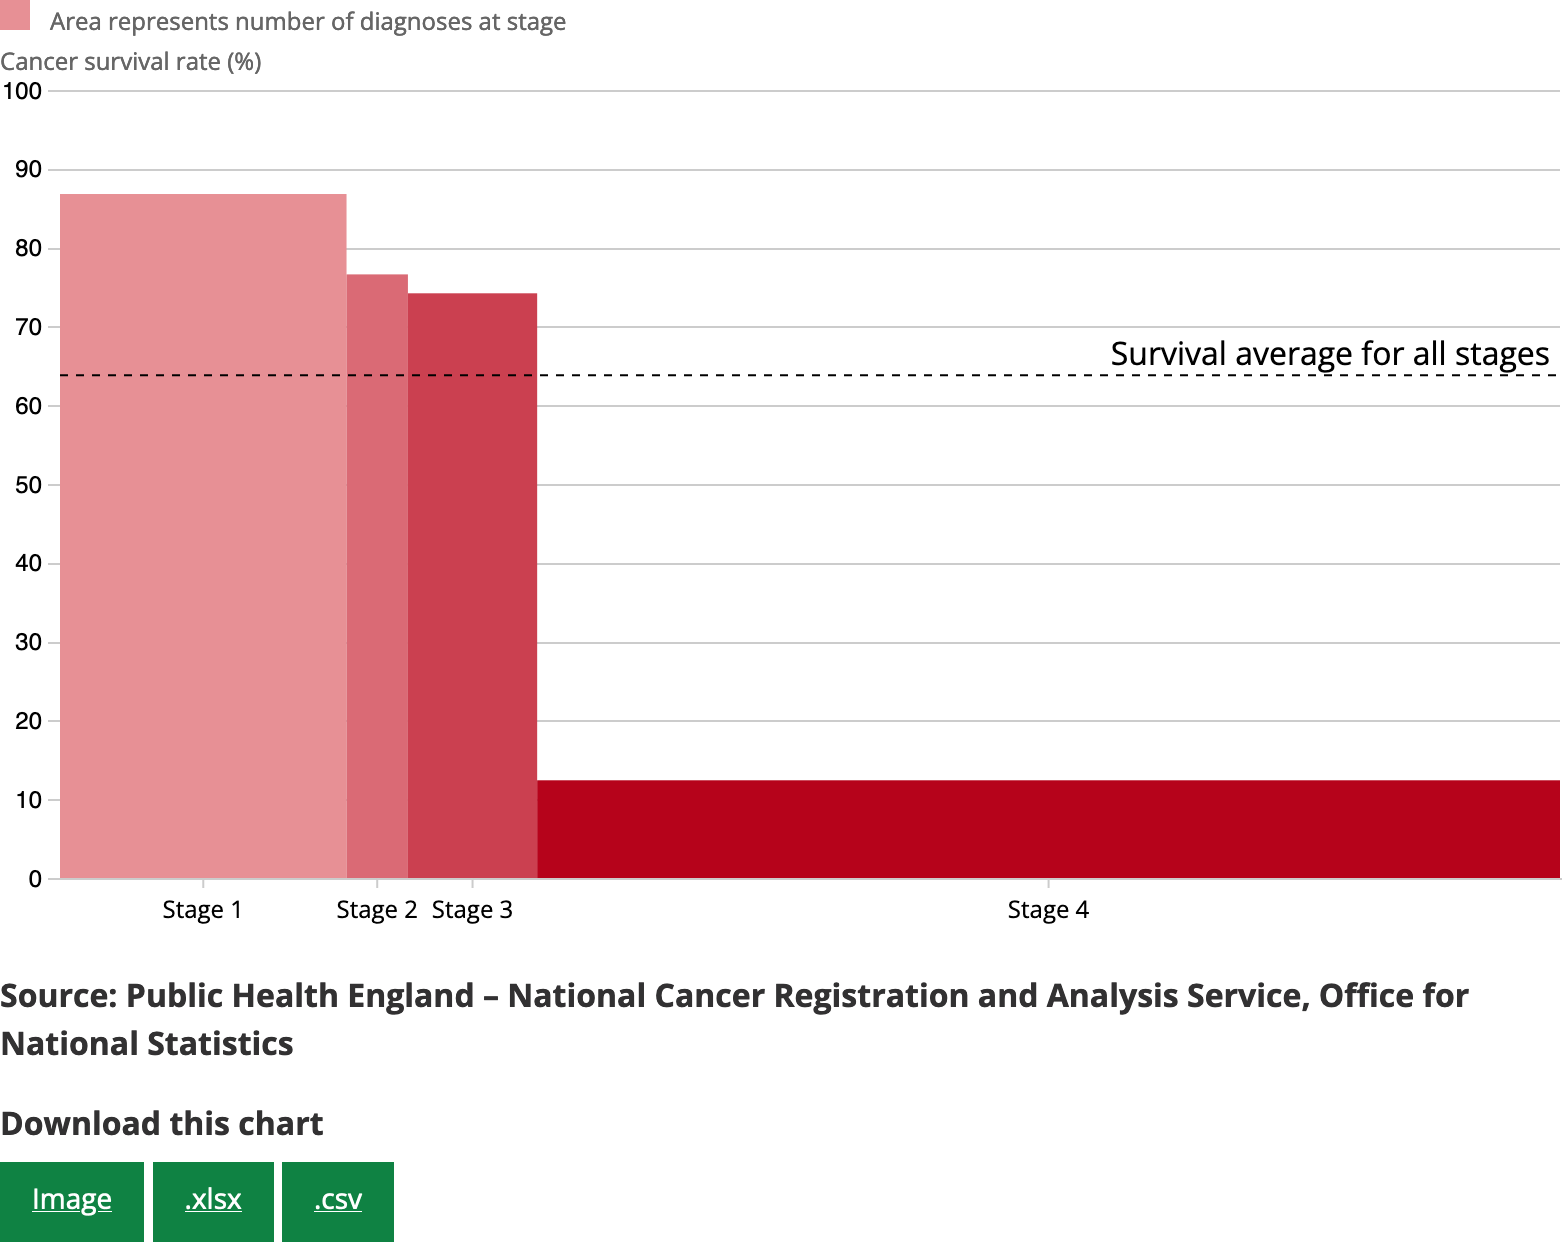 Area represents number of diagnoses at stage
Cancer survival rate (%)
100
90
80
70
Survival average for all stages
60
50
40
30
20
10
0
Stage 1 Stage 2 Stage 3 Stage 4
Source: Public Health England – National Cancer Registration and Analysis Service, Office for
National Statistics
Download this chart
Image .xlsx .csv